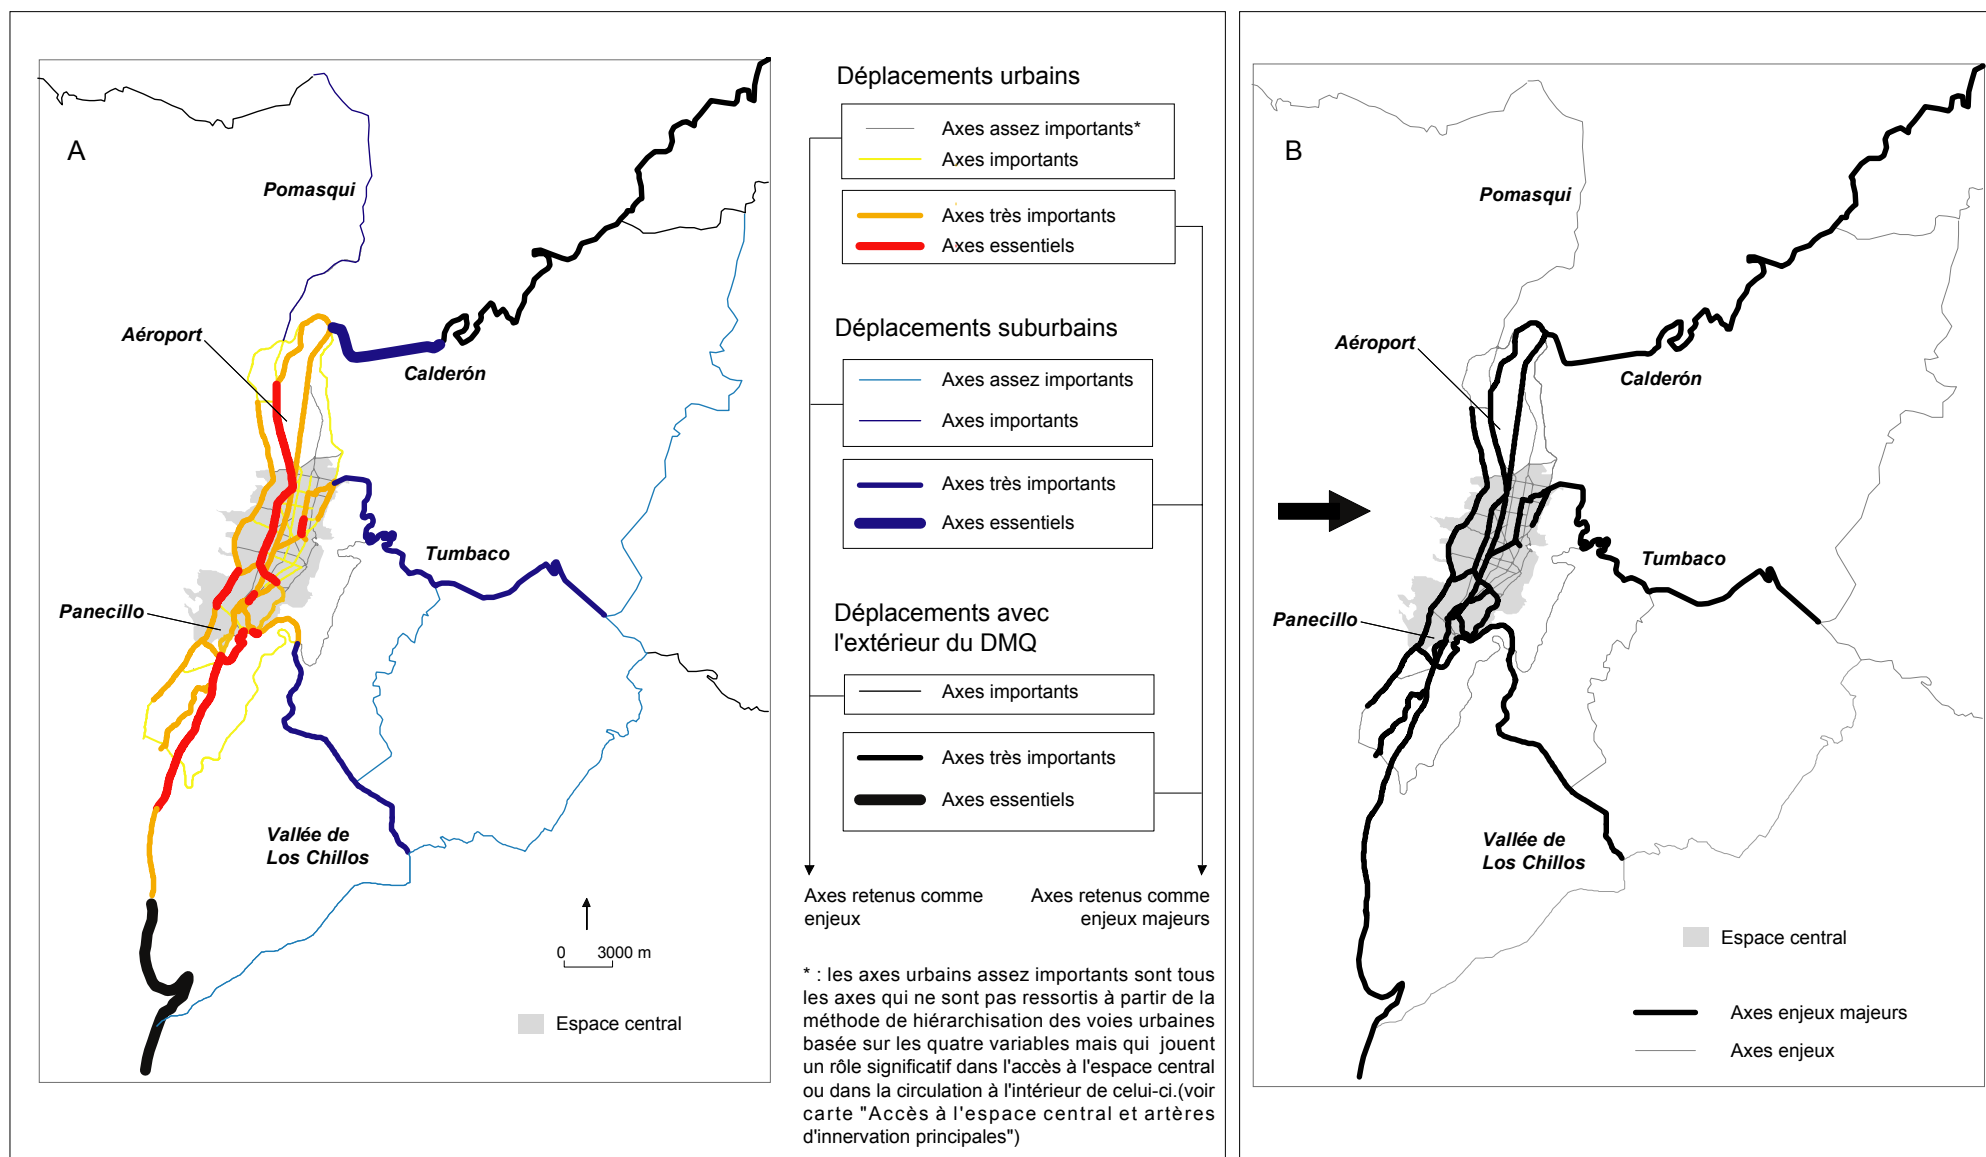 A
Pomasqui
Aéroport
Calderón
Tumbaco
Panecillo
Vallée de
Los Chillos
0 3000 m
Espace central
Déplacements urbains
Axes assez importants*
Axes importants
Axes très importants
Axes essentiels
Déplacements suburbains
Axes assez importants
Axes importants
Axes très importants
Axes essentiels
Déplacements avec
l'extérieur du DMQ
Axes importants
Axes très importants
Axes essentiels
Axes retenus comme
enjeux
Axes retenus comme
enjeux majeurs
* : les axes urbains assez importants sont tous
les axes qui ne sont pas ressortis à partir de la
méthode de hiérarchisation des voies urbaines
basée sur les quatre variables mais qui jouent
un rôle significatif dans l'accès à l'espace central
ou dans la circulation à l'intérieur de celui-ci.(voir
carte "Accès à l'espace central et artères
d'innervation principales")
B
Pomasqui
Aéroport
Calderón
Tumbaco
Panecillo
Vallée de
Los Chillos
Espace central
Axes enjeux majeurs
Axes enjeux